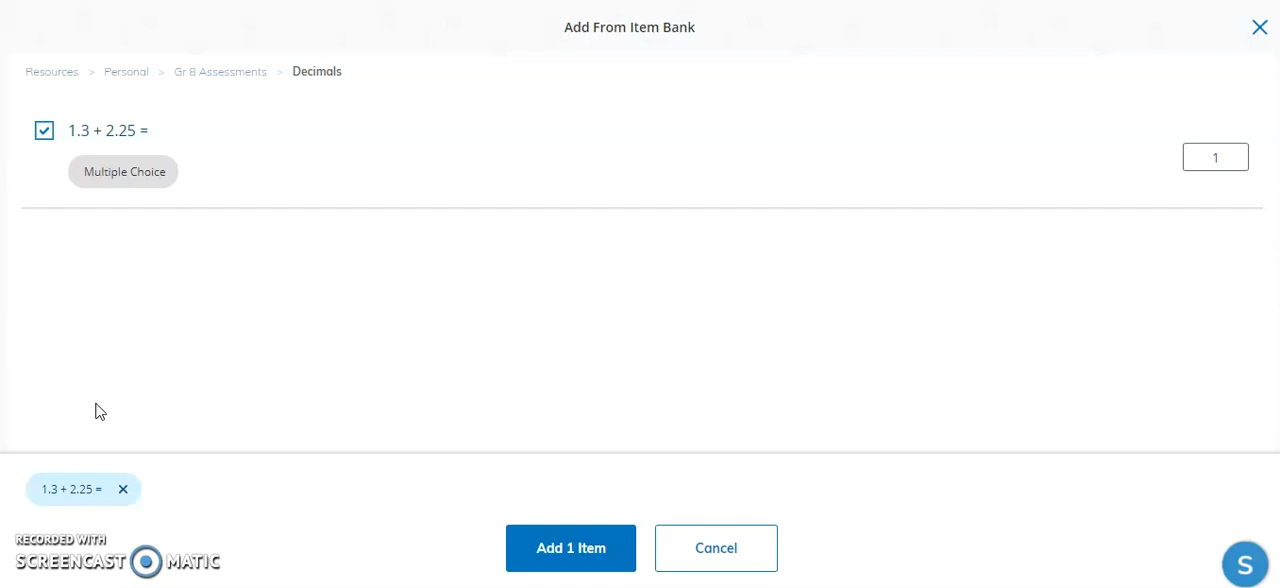 Add From Item Bank
Resources > Personal > Gr 8 Assessments > Decimals
1.3 + 2.25 =
Multiple Choice
1
1.3 + 2.25 = ×
Add 1 Item
Cancel
RECORDED WITH
SCREENCAST MATIC
S